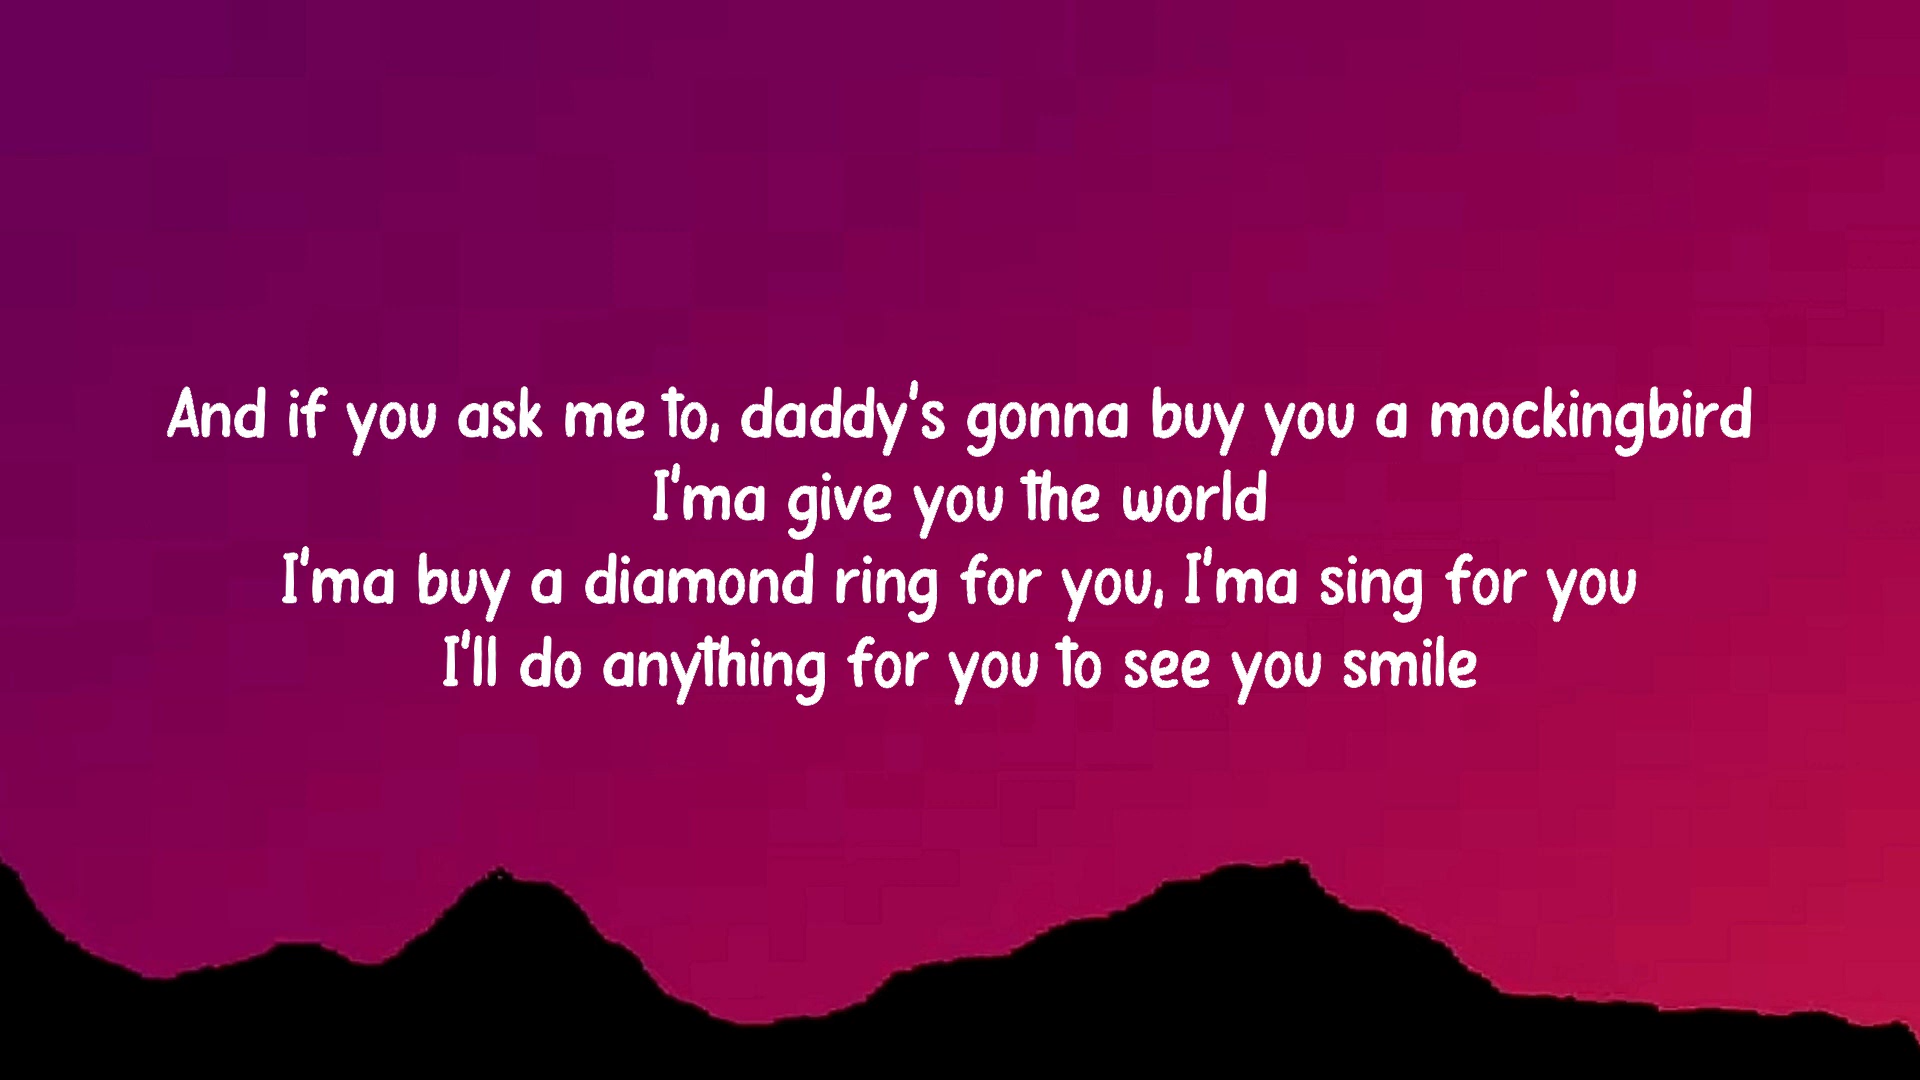 And if you ask me to, daddy's gonna buy you a mockingbird
I'ma give you the world
I'ma buy a diamond ring for you, I'ma sing for you
I'll do anything for you to see you smile